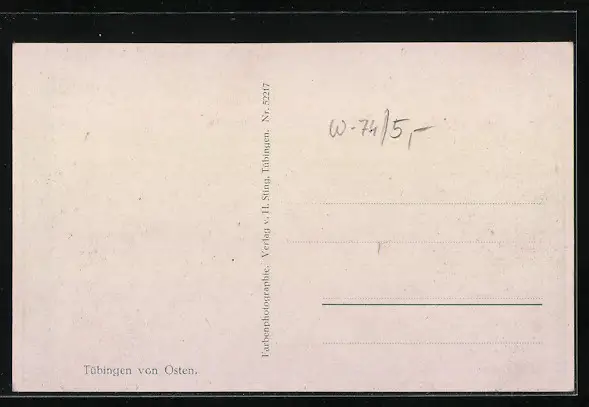 Farbenphotographie. Verlag v. H. Sting, Tübingen. Nr. 52217
W-74/5,-
Tübingen von Osten.